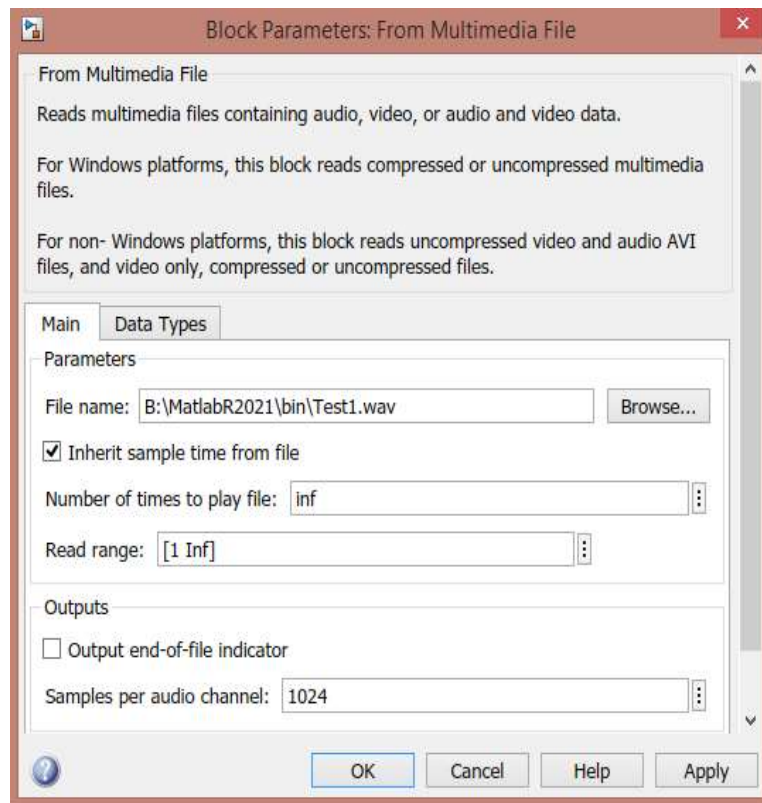 Block Parameters: From Multimedia File
From Multimedia File
Reads multimedia files containing audio, video, or audio and video data.
For Windows platforms, this block reads compressed or uncompressed multimedia
files.
For non- Windows platforms, this block reads uncompressed video and audio AVI
files, and video only, compressed or uncompressed files.
Main Data Types
Parameters
File name: B:\MatlabR2021\bin\Test1.wav Browse...
Inherit sample time from file
Number of times to play file: inf
Read range: [1 Inf]
Outputs
Output end-of-file indicator
Samples per audio channel: 1024
OK Cancel Help Apply